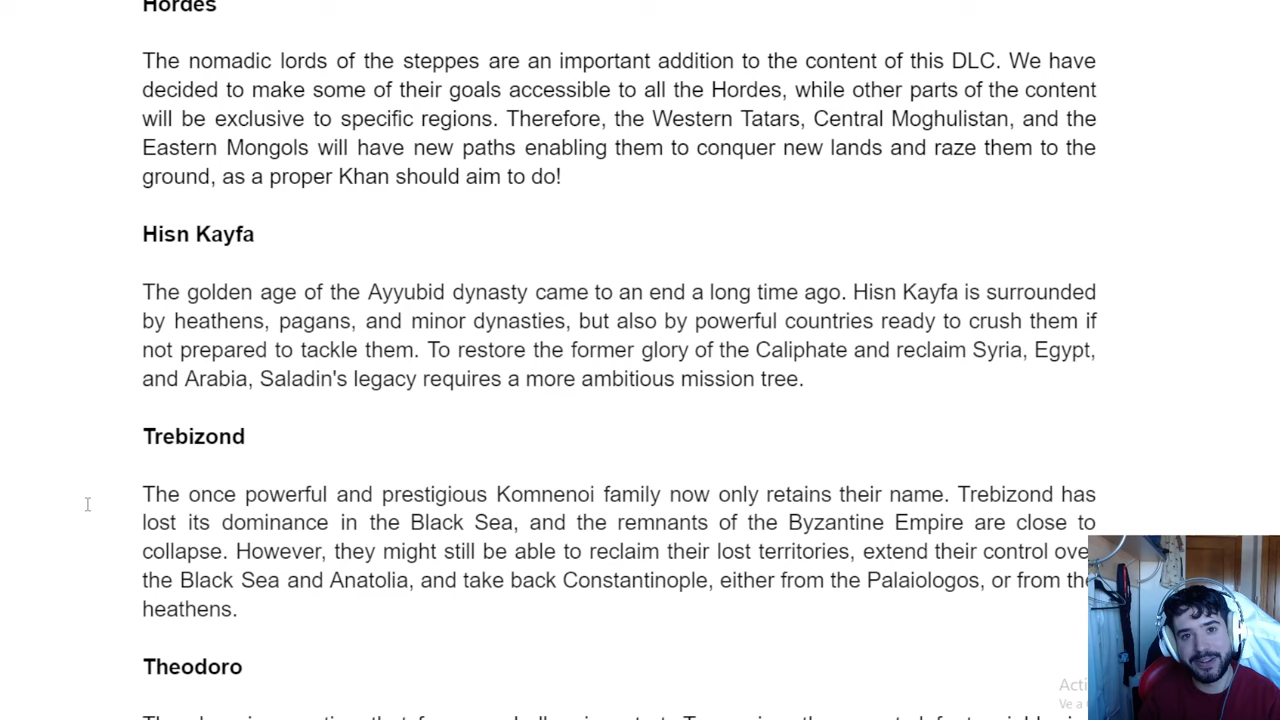 Hordes
The nomadic lords of the steppes are an important addition to the content of this DLC. We have
decided to make some of their goals accessible to all the Hordes, while other parts of the content
will be exclusive to specific regions. Therefore, the Western Tatars, Central Moghulistan, and the
Eastern Mongols will have new paths enabling them to conquer new lands and raze them to the
ground, as a proper Khan should aim to do!
Hisn Kayfa
The golden age of the Ayyubid dynasty came to an end a long time ago. Hisn Kayfa is surrounded
by heathens, pagans, and minor dynasties, but also by powerful countries ready to crush them if
not prepared to tackle them. To restore the former glory of the Caliphate and reclaim Syria, Egypt,
and Arabia, Saladin's legacy requires a more ambitious mission tree.
Trebizond
The once powerful and prestigious Komnenoi family now only retains their name. Trebizond has
lost its dominance in the Black Sea, and the remnants of the Byzantine Empire are close to
collapse. However, they might still be able to reclaim their lost territories, extend their control ove
the Black Sea and Anatolia, and take back Constantinople, either from the Palaiologos, or from the
heathens.
Theodoro
Acti
Ve a